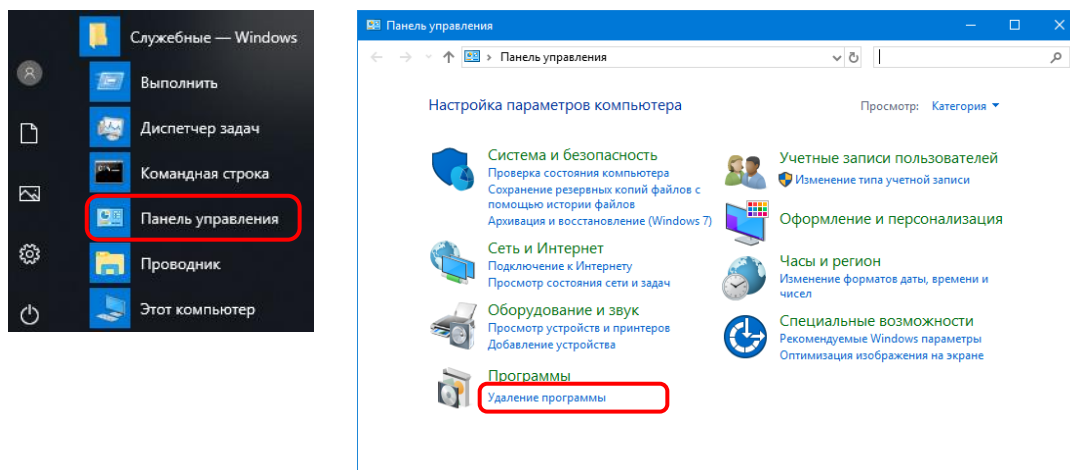 Служебные — Windows
Выполнить
Диспетчер задач
Командная строка
Панель управления
Проводник
Этот компьютер
Панель управления
Панель управления
Настройка параметров компьютера
Просмотр: Категория
Система и безопасность
Проверка состояния компьютера
Сохранение резервных копий файлов с
помощью истории файлов
Архивация и восстановление (Windows 7)
Сеть и Интернет
Подключение к Интернету
Просмотр состояния сети и задач
Оборудование и звук
Просмотр устройств и принтеров
Добавление устройства
Программы
Удаление программы
Учетные записи пользователей
Изменение типа учетной записи
Оформление и персонализация
Часы и регион
Изменение форматов даты, времени и
чисел
Специальные возможности
Рекомендуемые Windows параметры
Оптимизация изображения на экране